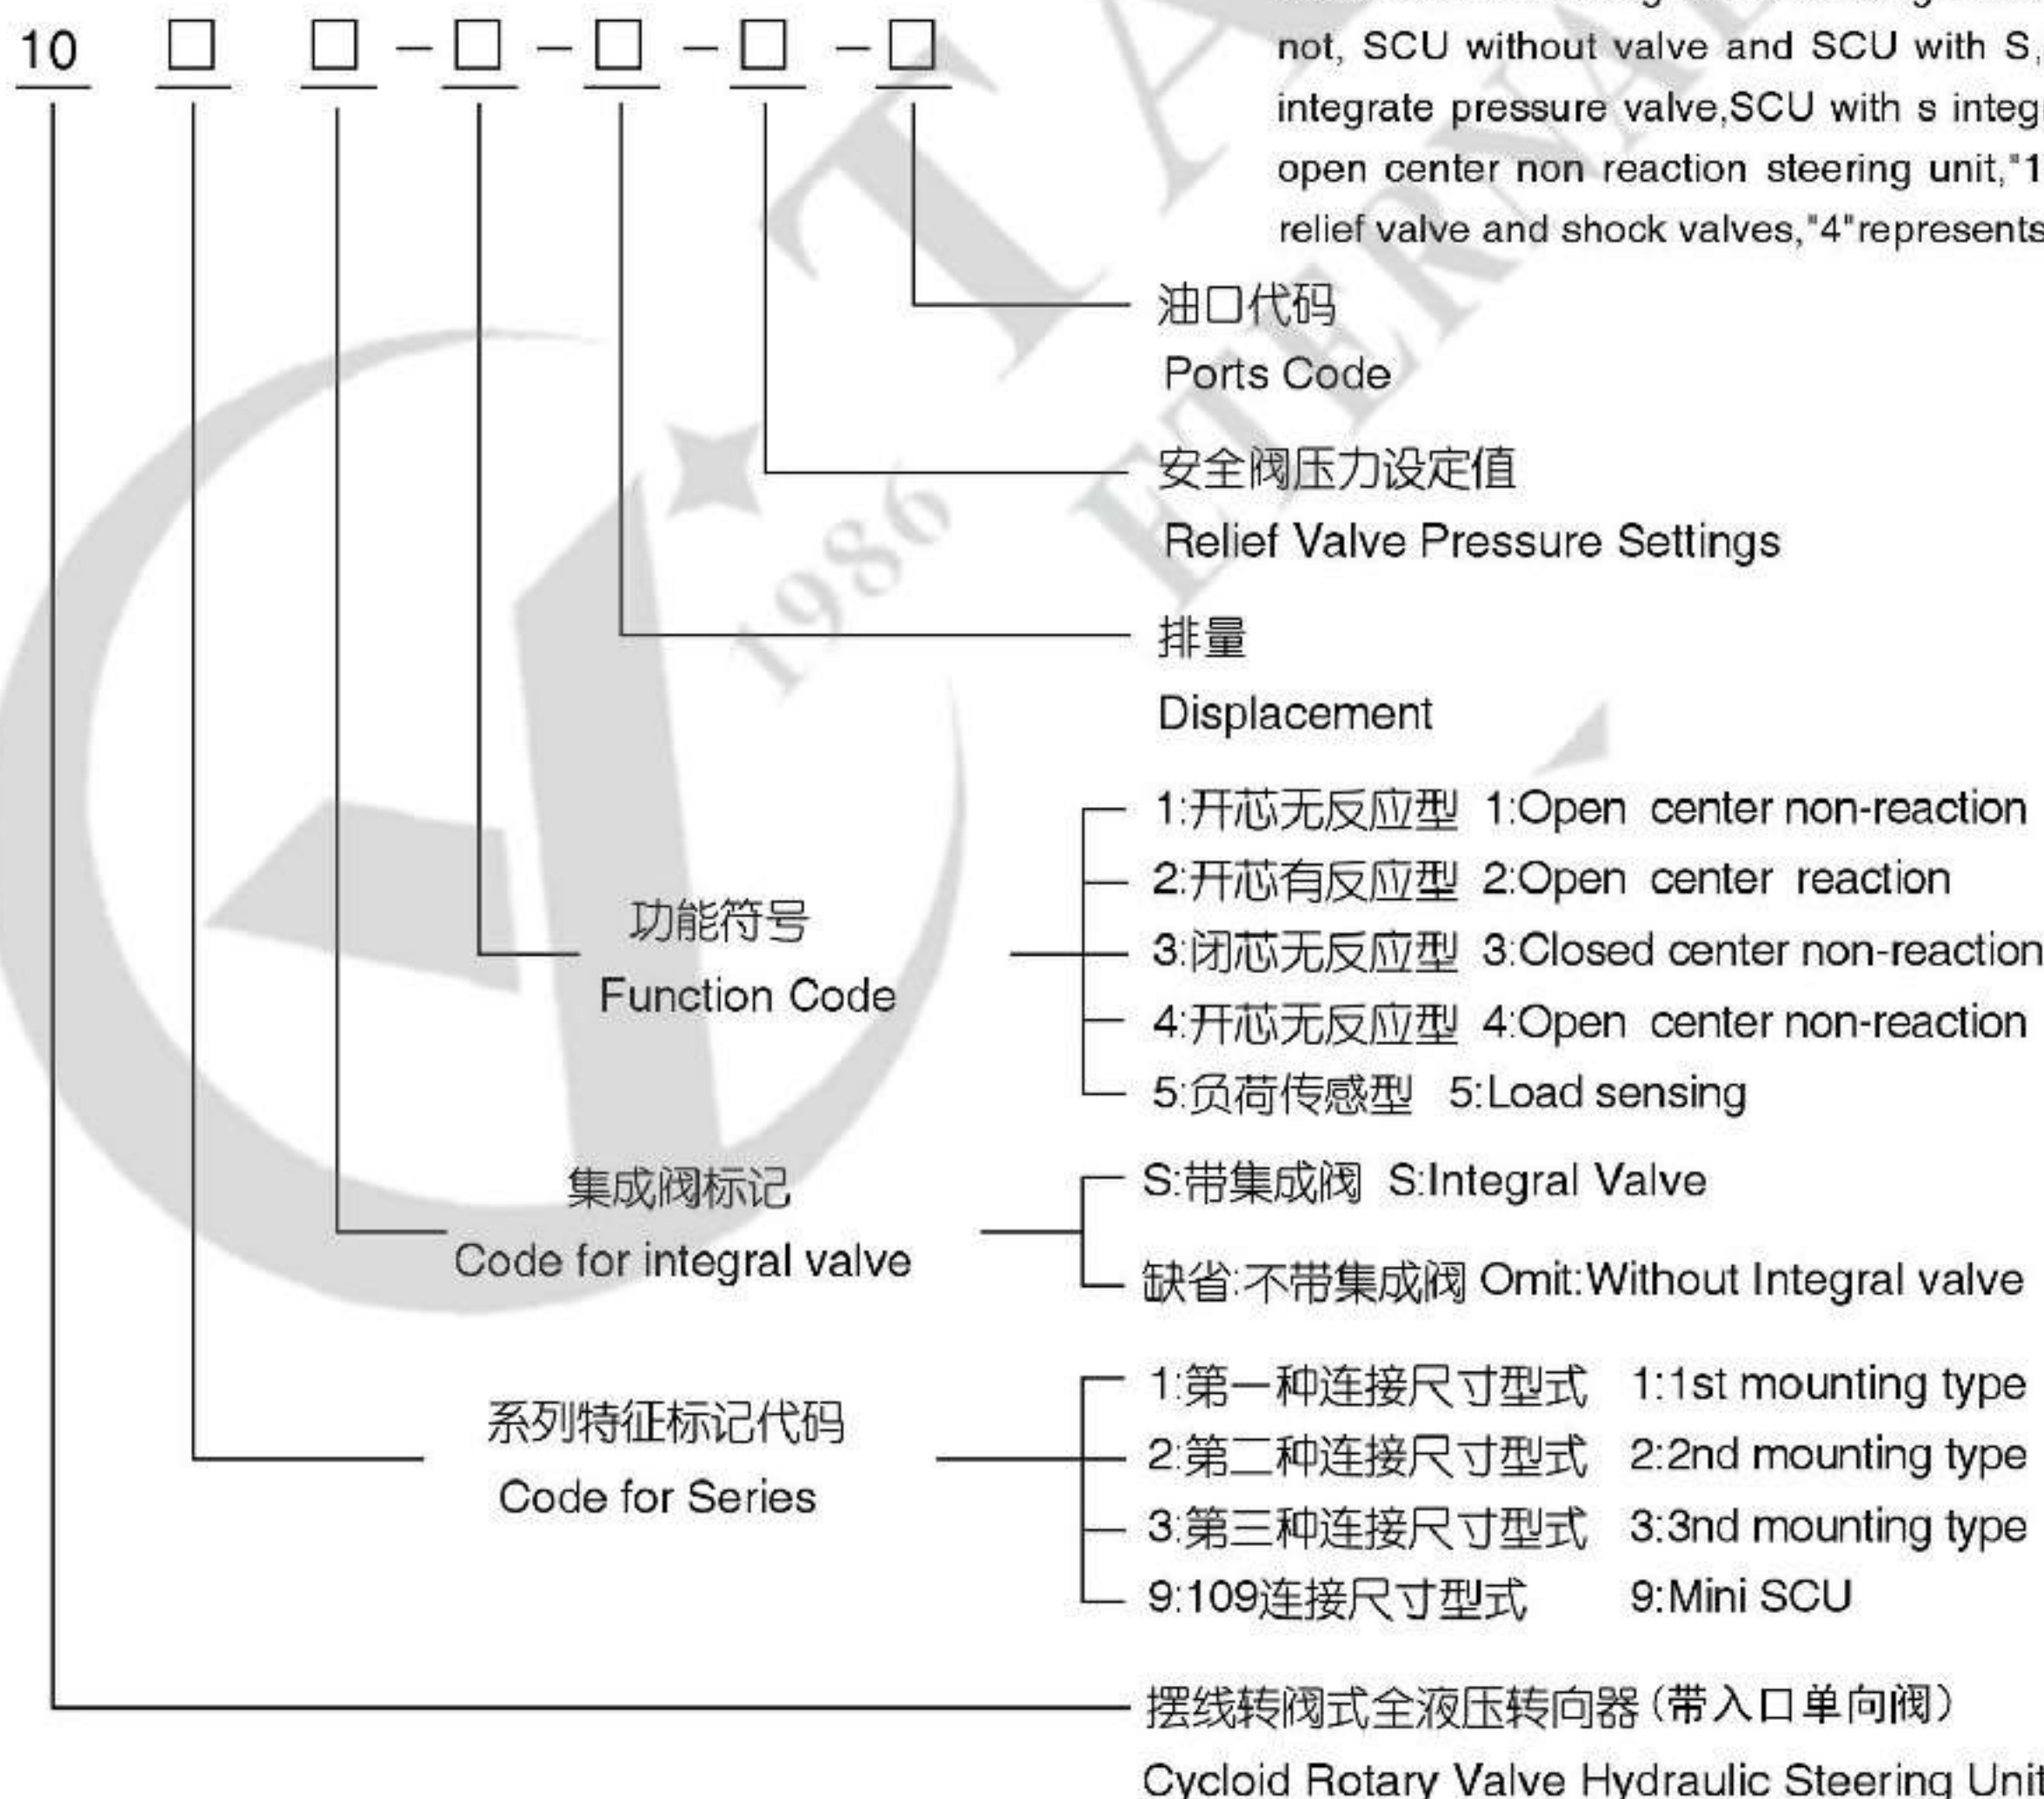 10 □ □ - □ - □ - □ - □
not, SCU without valve and SCU with S,
integrate pressure valve,SCU with s integ
open center non reaction steering unit,"1
relief valve and shock valves,"4"represents
油口代码
Ports Code
安全阀压力设定值
Relief Valve Pressure Settings
排量
Displacement
功能符号
Function Code
1:开芯无反应型 1:Open center non-reaction
2:开芯有反应型 2:Open center reaction
3:闭芯无反应型 3:Closed center non-reaction
4:开芯无反应型 4:Open center non-reaction
5:负荷传感型 5:Load sensing
集成阀标记
Code for integral valve
S:带集成阀 S:Integral Valve
缺省:不带集成阀 Omit:Without Integral valve
系列特征标记代码
Code for Series
1:第一种连接尺寸型式 1:1st mounting type
2:第二种连接尺寸型式 2:2nd mounting type
3:第三种连接尺寸型式 3:3nd mounting type
9:109连接尺寸型式 9:Mini SCU
摆线转阀式全液压转向器(带入口单向阀)
Cycloid Rotary Valve Hydraulic Steering Unit
1986